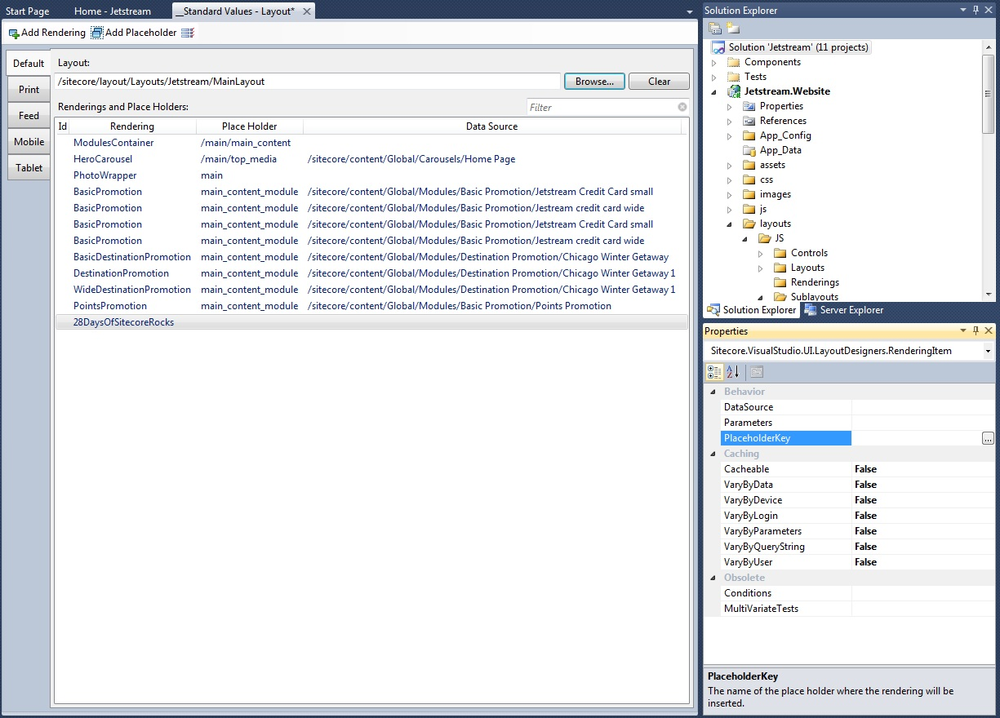 Start Page Home - Jetstream __Standard Values - Layout*
Add Rendering Add Placeholder
Default
Print
Feed
Mobile
Tablet
Layout:
/sitecore/layout/Layouts/Jetstream/MainLayout Browse... Clear
Renderings and Place Holders: Filter
Id Rendering Place Holder Data Source
ModulesContainer /main/main_content
HeroCarousel /main/top_media /sitecore/content/Global/Carousels/Home Page
PhotoWrapper main
BasicPromotion main_content_module /sitecore/content/Global/Modules/Basic Promotion/Jetstream Credit Card small
BasicPromotion main_content_module /sitecore/content/Global/Modules/Basic Promotion/Jestream credit card wide
BasicPromotion main_content_module /sitecore/content/Global/Modules/Basic Promotion/Jetstream Credit Card small
BasicPromotion main_content_module /sitecore/content/Global/Modules/Basic Promotion/Jestream credit card wide
BasicDestinationPromotion main_content_module /sitecore/content/Global/Modules/Destination Promotion/Chicago Winter Getaway
DestinationPromotion main_content_module /sitecore/content/Global/Modules/Destination Promotion/Chicago Winter Getaway 1
WideDestinationPromotion main_content_module /sitecore/content/Global/Modules/Destination Promotion/Chicago Winter Getaway 1
PointsPromotion main_content_module /sitecore/content/Global/Modules/Basic Promotion/Points Promotion
28DaysOfSitecoreRocks
Solution Explorer
Solution 'Jetstream' (11 projects)
Components
Tests
Jetstream.Website
Properties
References
App_Config
App_Data
assets
css
images
js
layouts
JS
Controls
Layouts
Renderings
Sublayouts
Solution Explorer Server Explorer
Properties
Sitecore.VisualStudio.UI.LayoutDesigners.RenderingItem
Behavior
DataSource
Parameters
PlaceholderKey ...
Caching
Cacheable False
VaryByData False
VaryByDevice False
VaryByLogin False
VaryByParameters False
VaryByQueryString False
VaryByUser False
Obsolete
Conditions
MultiVariateTests
PlaceholderKey
The name of the place holder where the rendering will be
inserted.